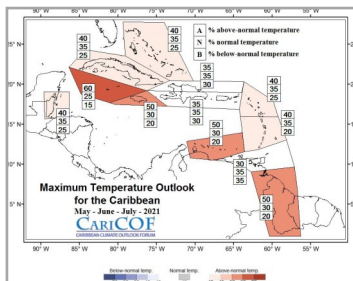 A % above-normal temperature
N % normal temperature
B % below-normal temperature
25°N
20°N
15°N
10°N
5°N
40
35
25
40
35
25
35
35
30
40
35
25
60
25
15
40
35
25
50
30
20
35
35
30
50
30
20
30
35
35
50
30
20
Maximum Temperature Outlook
for the Caribbean
May - June - July - 2021
CariCOF
CARIBBEAN CLIMATE OUTLOOK FORUM
90°W 85°W 80°W 75°W 70°W 65°W 60°W 55°W
Below-normal temp. Normal temp. Above-normal temp.